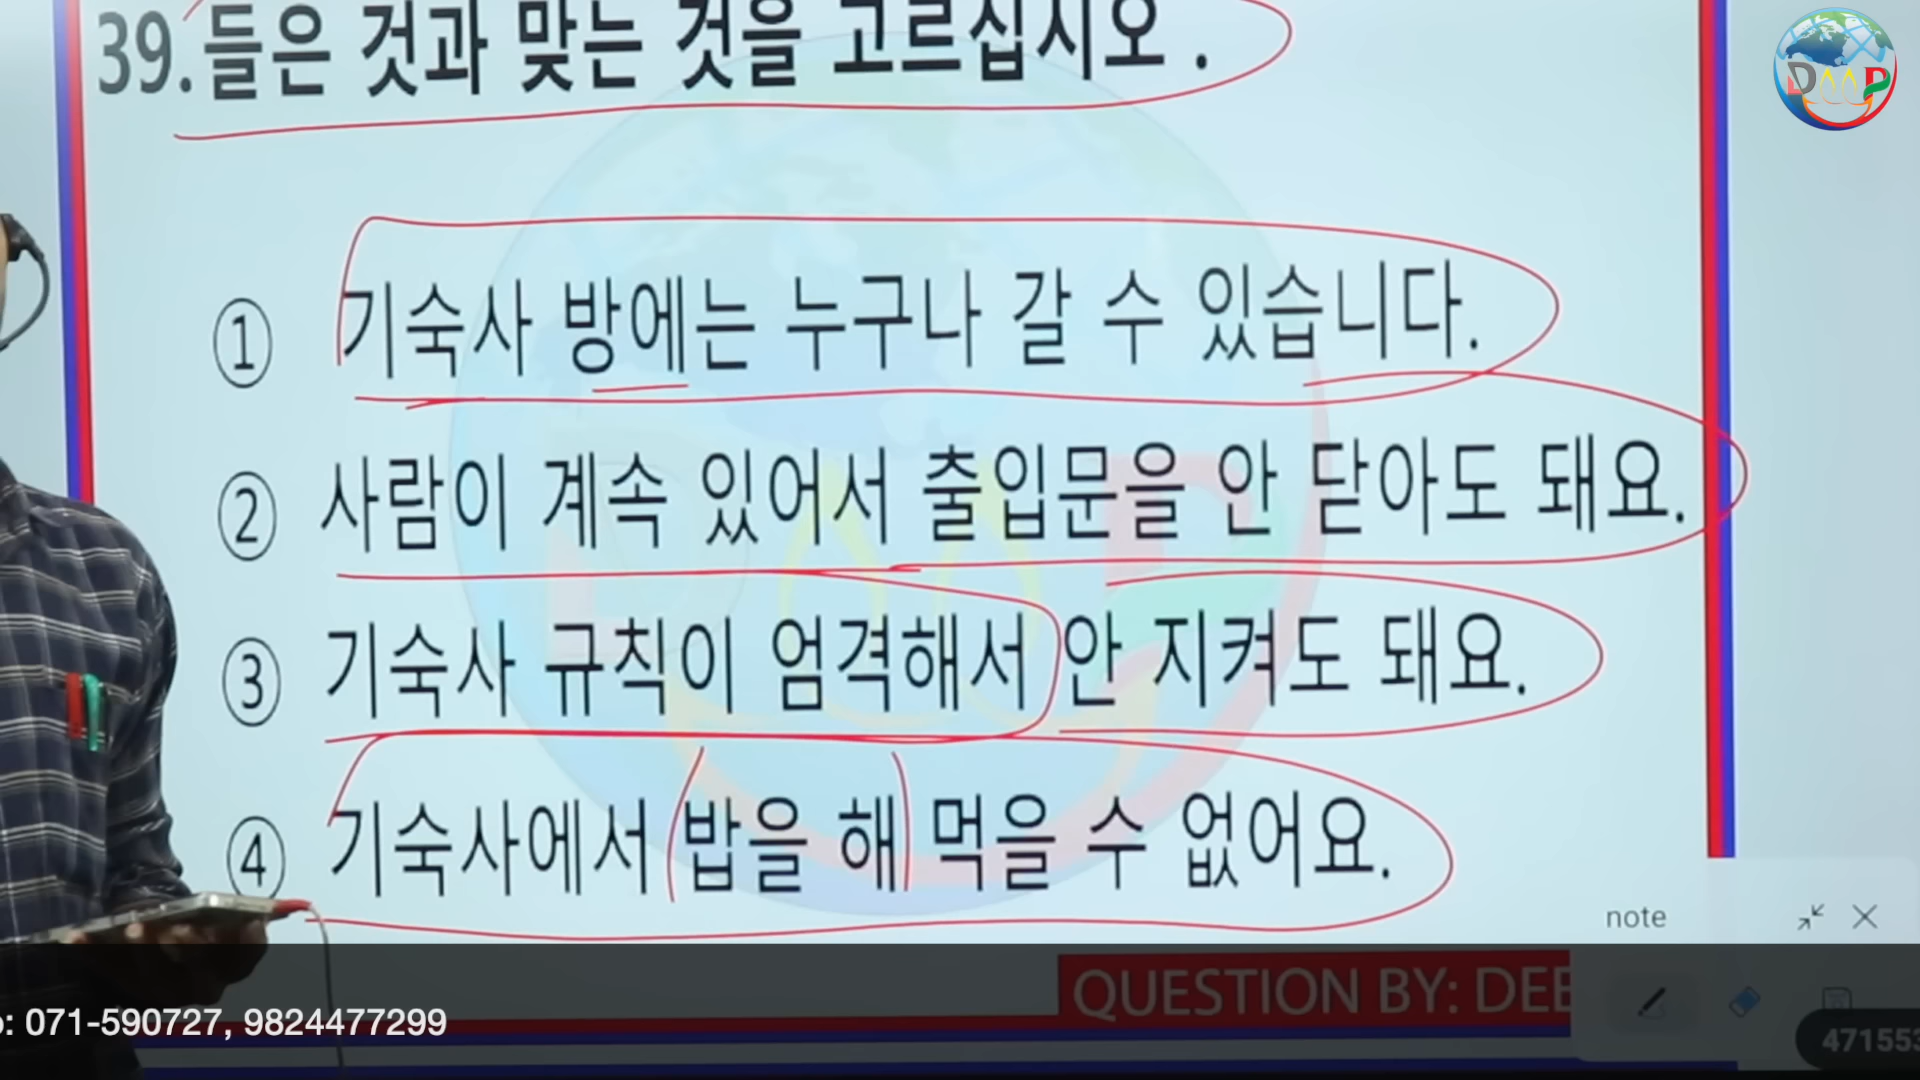 39. 들은 것과 맞는 것을 고르십시오 .
DAAP
① 기숙사 방에는 누구나 갈 수 있습니다.
② 사람이 계속 있어서 출입문을 안 닫아도 돼요.
③ 기숙사 규칙이 엄격해서 안 지켜도 돼요.
④ 기숙사에서 밥을 해 먹을 수 없어요.
note
QUESTION BY:
: 071-590727, 9824477299
471553